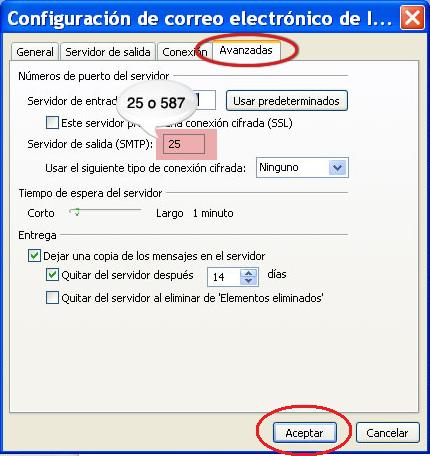 Configuración de correo electrónico de l...
General Servidor de salida Conexión Avanzadas
Números de puerto del servidor
Servidor de entrad Usar predeterminados
25 o 587
Este servidor pr una conexión cifrada (SSL)
Servidor de salida (SMTP): 25
Usar el siguiente tipo de conexión cifrada: Ninguno
Tiempo de espera del servidor
Corto Largo 1 minuto
Entrega
Dejar una copia de los mensajes en el servidor
Quitar del servidor después 14 días
Quitar del servidor al eliminar de 'Elementos eliminados'
Aceptar Cancelar